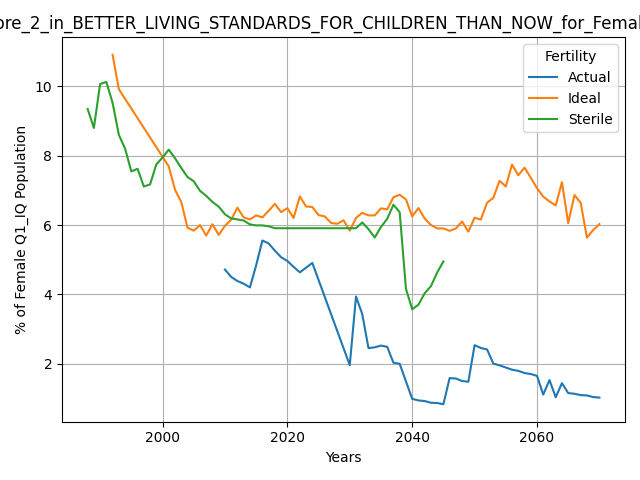 ore_2_in_BETTER_LIVING_STANDARDS_FOR_CHILDREN_THAN_NOW_for_Femal
Fertility
Actual
Ideal
Sterile
% of Female Q1_IQ Population
10
8
6
4
2
2000 2020 2040 2060
Years